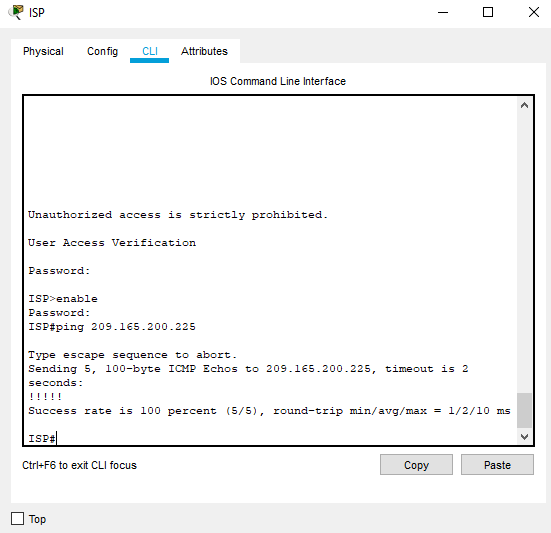 ISP
Physical Config CLI Attributes
IOS Command Line Interface
Unauthorized access is strictly prohibited.
User Access Verification
Password:
ISP>enable
Password:
ISP#ping 209.165.200.225
Type escape sequence to abort.
Sending 5, 100-byte ICMP Echos to 209.165.200.225, timeout is 2
seconds:
!!!!!
Success rate is 100 percent (5/5), round-trip min/avg/max = 1/2/10 ms
ISP#
Ctrl+F6 to exit CLI focus
Copy Paste
Top